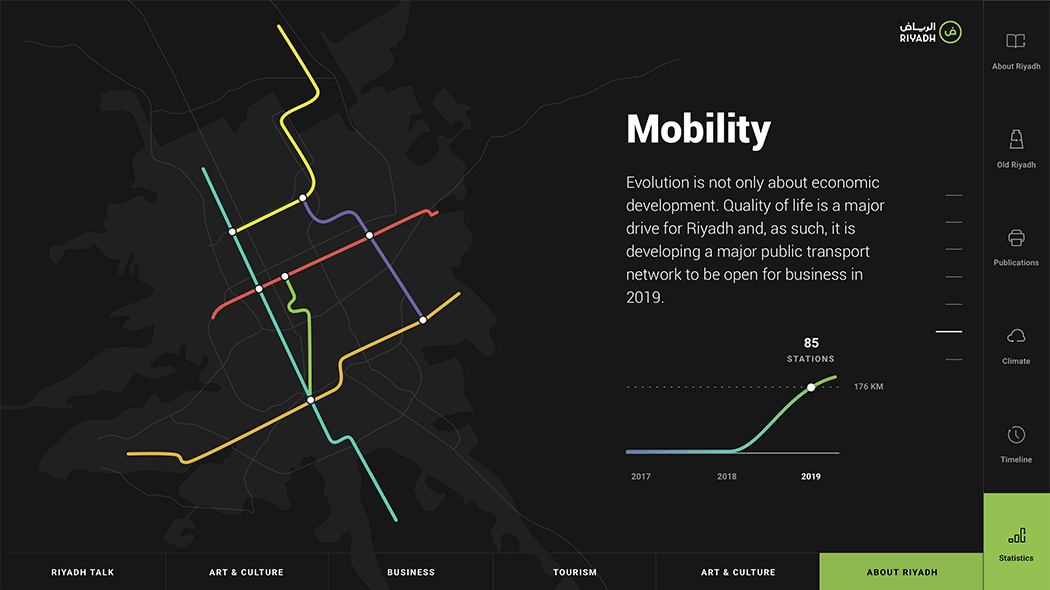 الرياض
RIYADH
ف
About Riyadh
Old Riyadh
Publications
Climate
Timeline
Statistics
Mobility
Evolution is not only about economic
development. Quality of life is a major
drive for Riyadh and, as such, it is
developing a major public transport
network to be open for business in
2019.
85
STATIONS
176 KM
2017 2018 2019
RIYADH TALK ART & CULTURE BUSINESS TOURISM ART & CULTURE ABOUT RIYADH